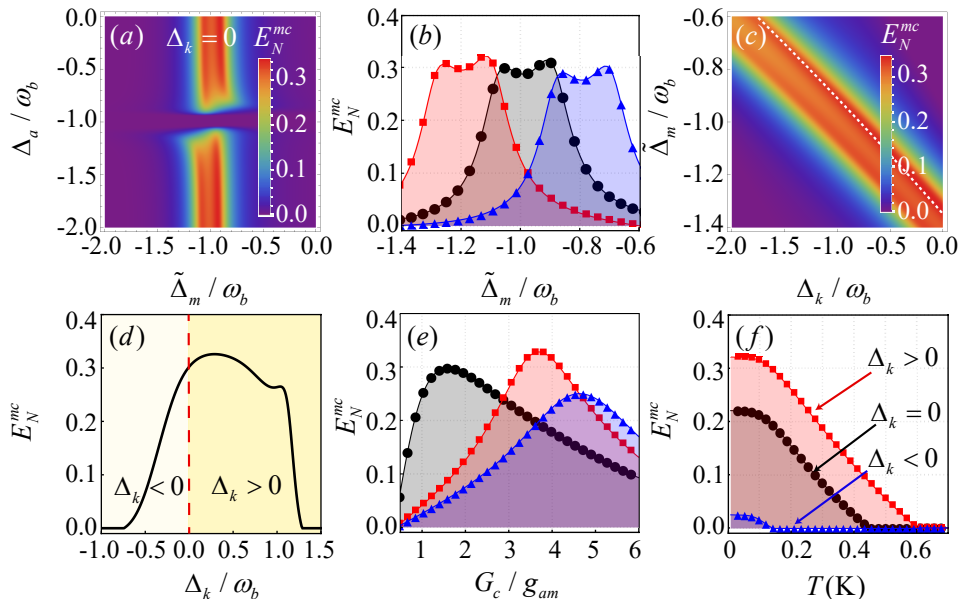 (a) Δ_k = 0 E_N^{mc}
0.0
-0.5
-1.0
-1.5
-2.0
Δ_a / ω_b
0.3
0.2
0.1
0.0
-2.0 -1.5 -1.0 -0.5 0.0
Δ̃_m / ω_b
(b)
0.4
0.3
0.2
0.1
0.0
E_N^{mc}
-1.4 -1.2 -1.0 -0.8 -0.6
Δ̃_m / ω_b
(c) E_N^{mc}
-0.6
-0.8
-1.0
-1.2
-1.4
Δ̃_m / ω_b
0.3
0.2
0.1
0.0
-2.0 -1.5 -1.0 -0.5 0.0
Δ_k / ω_b
(d)
0.4
0.3
0.2
0.1
0.0
E_N^{mc}
Δ_k < 0 Δ_k > 0
-1.0 -0.5 0.0 0.5 1.0 1.5
Δ_k / ω_b
(e)
0.4
0.3
0.2
0.1
0.0
E_N^{mc}
1 2 3 4 5 6
G_c / g_{am}
(f)
0.4
0.3
0.2
0.1
0.0
E_N^{mc}
Δ_k > 0
Δ_k = 0
Δ_k < 0
0 0.2 0.4 0.6
T(K)